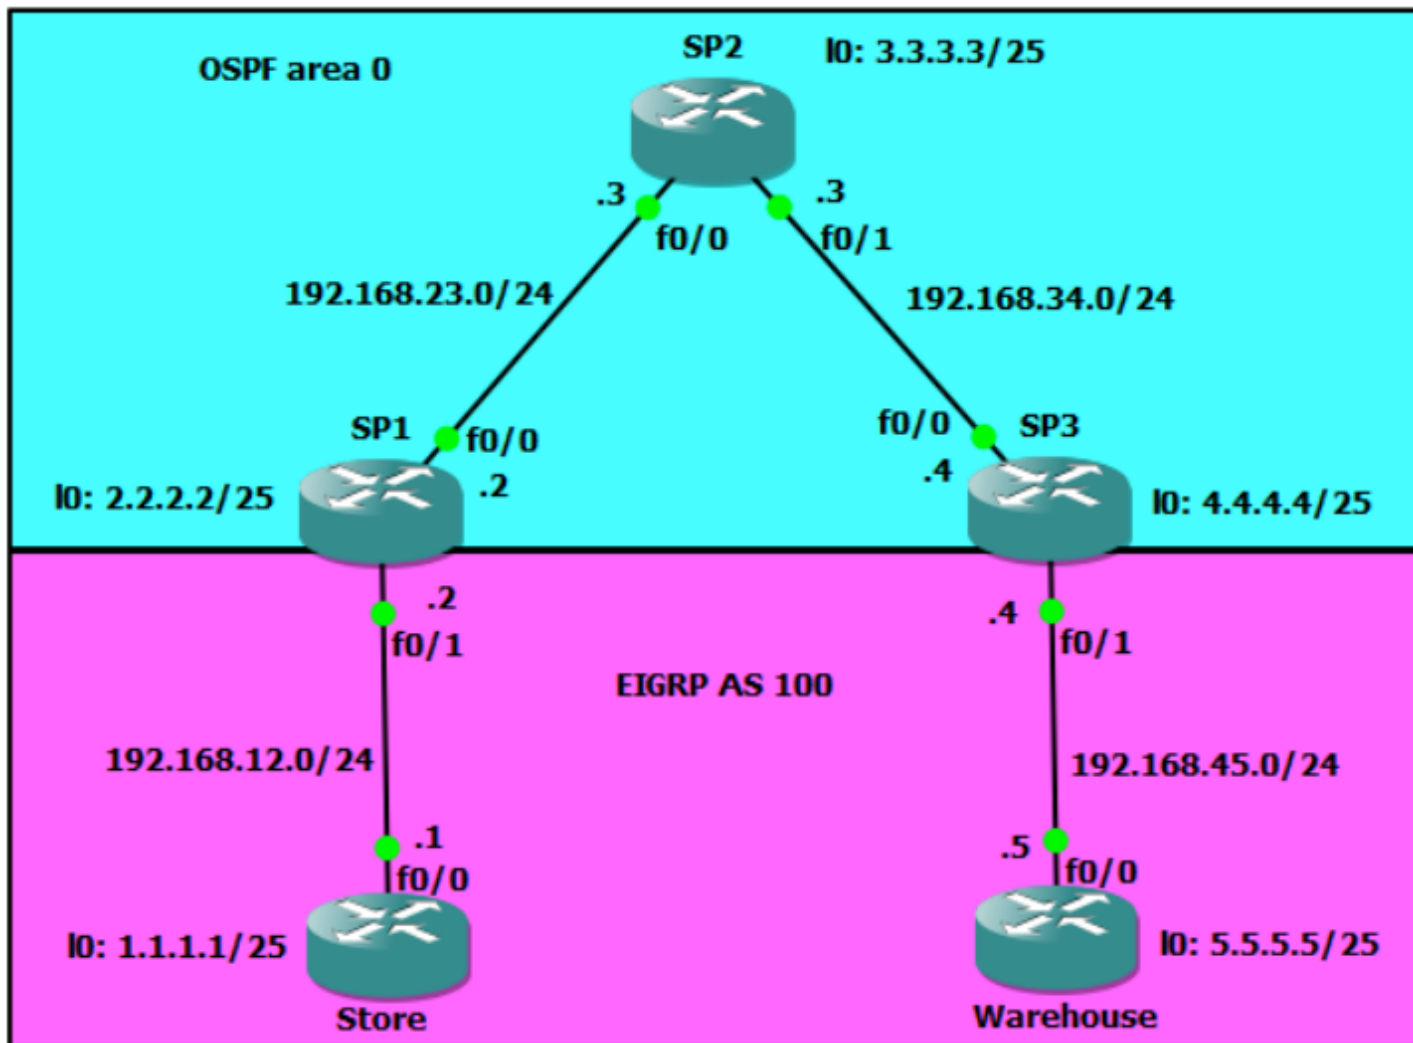 SP2
l0: 3.3.3.3/25
OSPF area 0
.3
.3
f0/0
f0/1
192.168.23.0/24
192.168.34.0/24
SP1
f0/0
f0/0
SP3
.2
.4
l0: 2.2.2.2/25
l0: 4.4.4.4/25
.2
.4
f0/1
f0/1
EIGRP AS 100
192.168.12.0/24
192.168.45.0/24
.1
.5
f0/0
f0/0
l0: 1.1.1.1/25
l0: 5.5.5.5/25
Store
Warehouse